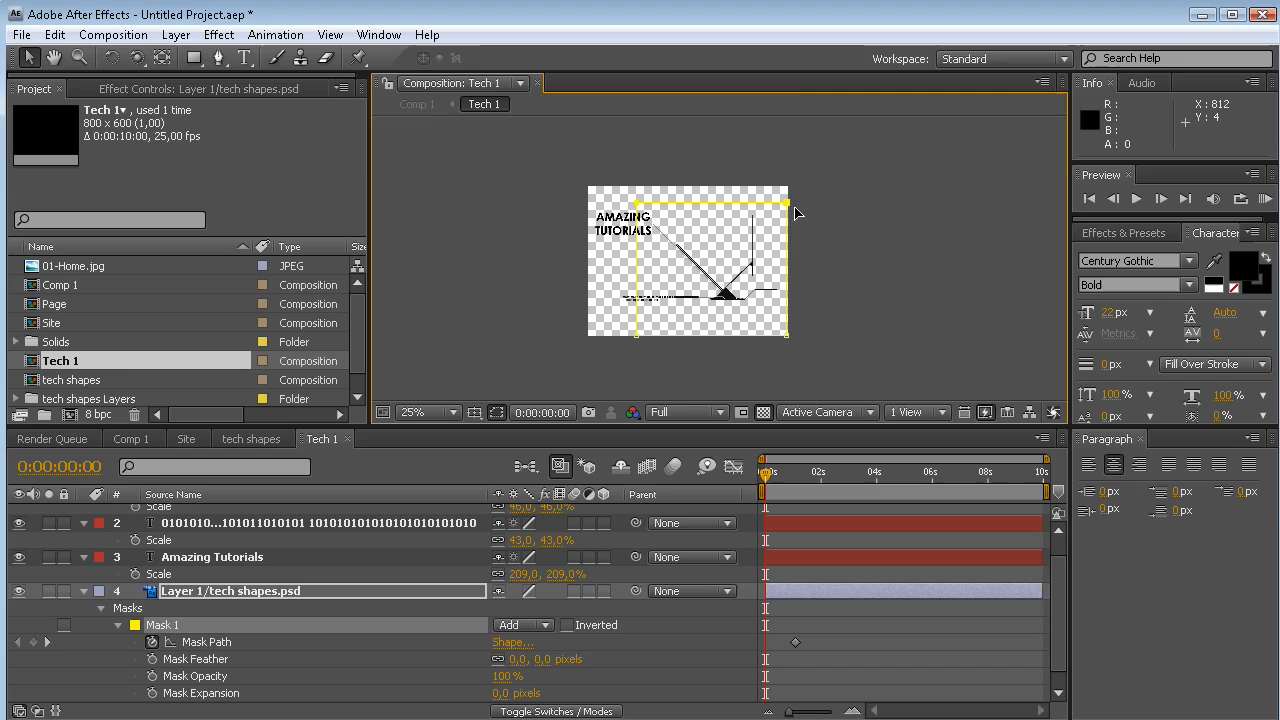 Adobe After Effects - Untitled Project.aep *
File Edit Composition Layer Effect Animation View Window Help
Workspace: Standard Search Help
Project Effect Controls: Layer 1/tech shapes.psd
Tech 1▾ , used 1 time
800 x 600 (1,00)
Δ 0:00:10:00, 25,00 fps
Name Type Size
01-Home.jpg JPEG
Comp 1 Composition
Page Composition
Site Composition
Solids Folder
Tech 1 Composition
tech shapes Composition
tech shapes Layers Folder
8 bpc
Composition: Tech 1
Comp 1 Tech 1
AMAZING
TUTORIALS
25% 0:00:00:00 Full Active Camera 1 View
Info Audio
R : X : 812
G : Y : 4
B :
A : 0
Preview
Effects & Presets Character
Century Gothic
Bold
22 px Auto
Metrics 0
0 px Fill Over Stroke
100 % 100 %
0 px 0 %
Paragraph
0 px 0 px 0 px
0 px 0 px
Render Queue Comp 1 Site tech shapes Tech 1
0:00:00:00
# Source Name Parent
02s 04s 06s 08s 10s
Scale 46,0, 46,0%
2 T 0101010...101011010101 1010101010101010101010 None
Scale 43,0, 43,0%
3 T Amazing Tutorials None
Scale 209,0, 209,0%
4 Layer 1/tech shapes.psd None
Masks
Mask 1 Add Inverted
Mask Path Shape...
Mask Feather 0,0, 0,0 pixels
Mask Opacity 100%
Mask Expansion 0,0 pixels
Toggle Switches / Modes